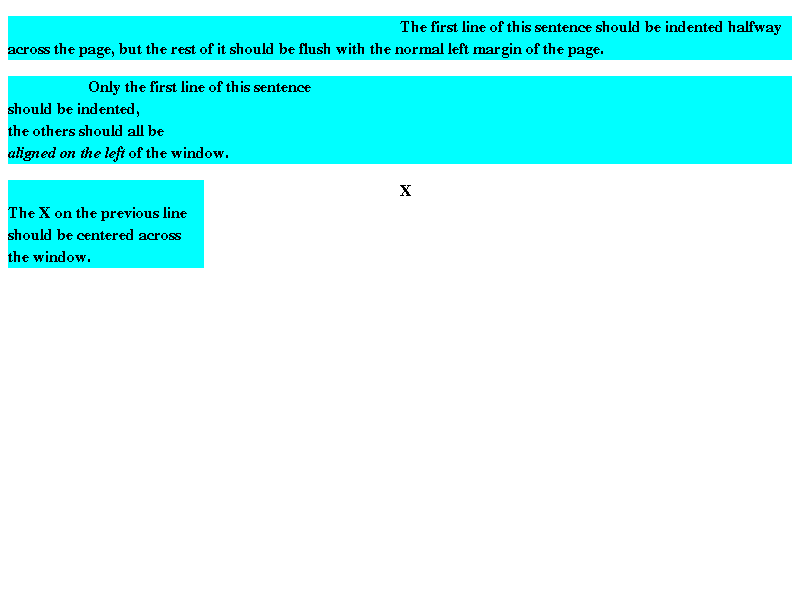 The first line of this sentence should be indented halfway
across the page, but the rest of it should be flush with the normal left margin of the page.
Only the first line of this sentence
should be indented,
the others should all be
aligned on the left of the window.
X
The X on the previous line
should be centered across
the window.